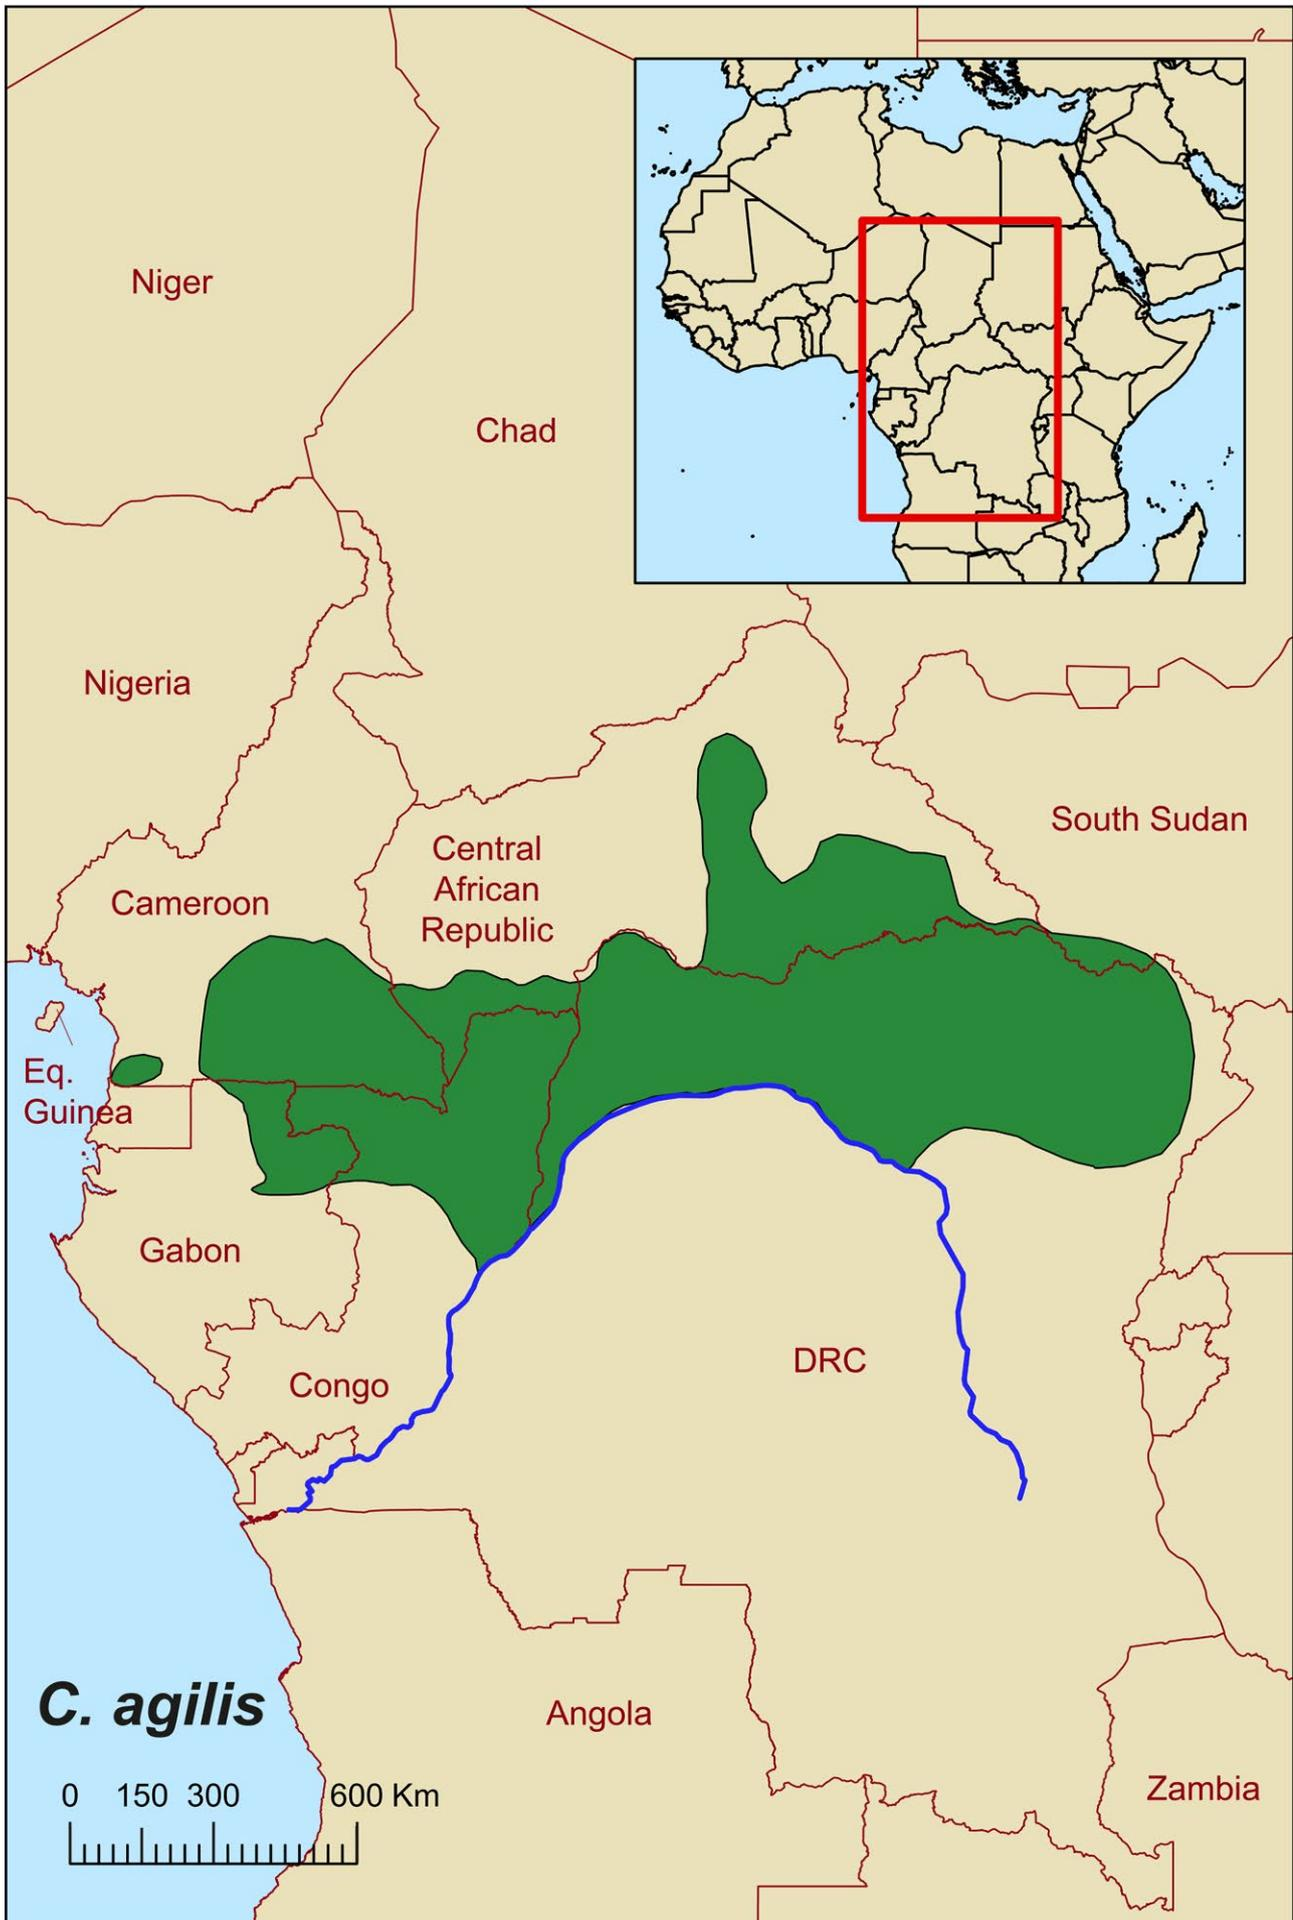 Niger
Chad
Nigeria
South Sudan
Central
African
Republic
Cameroon
Eq.
Guinea
Gabon
DRC
Congo
C. agilis
Angola
0 150 300 600 Km
Zambia